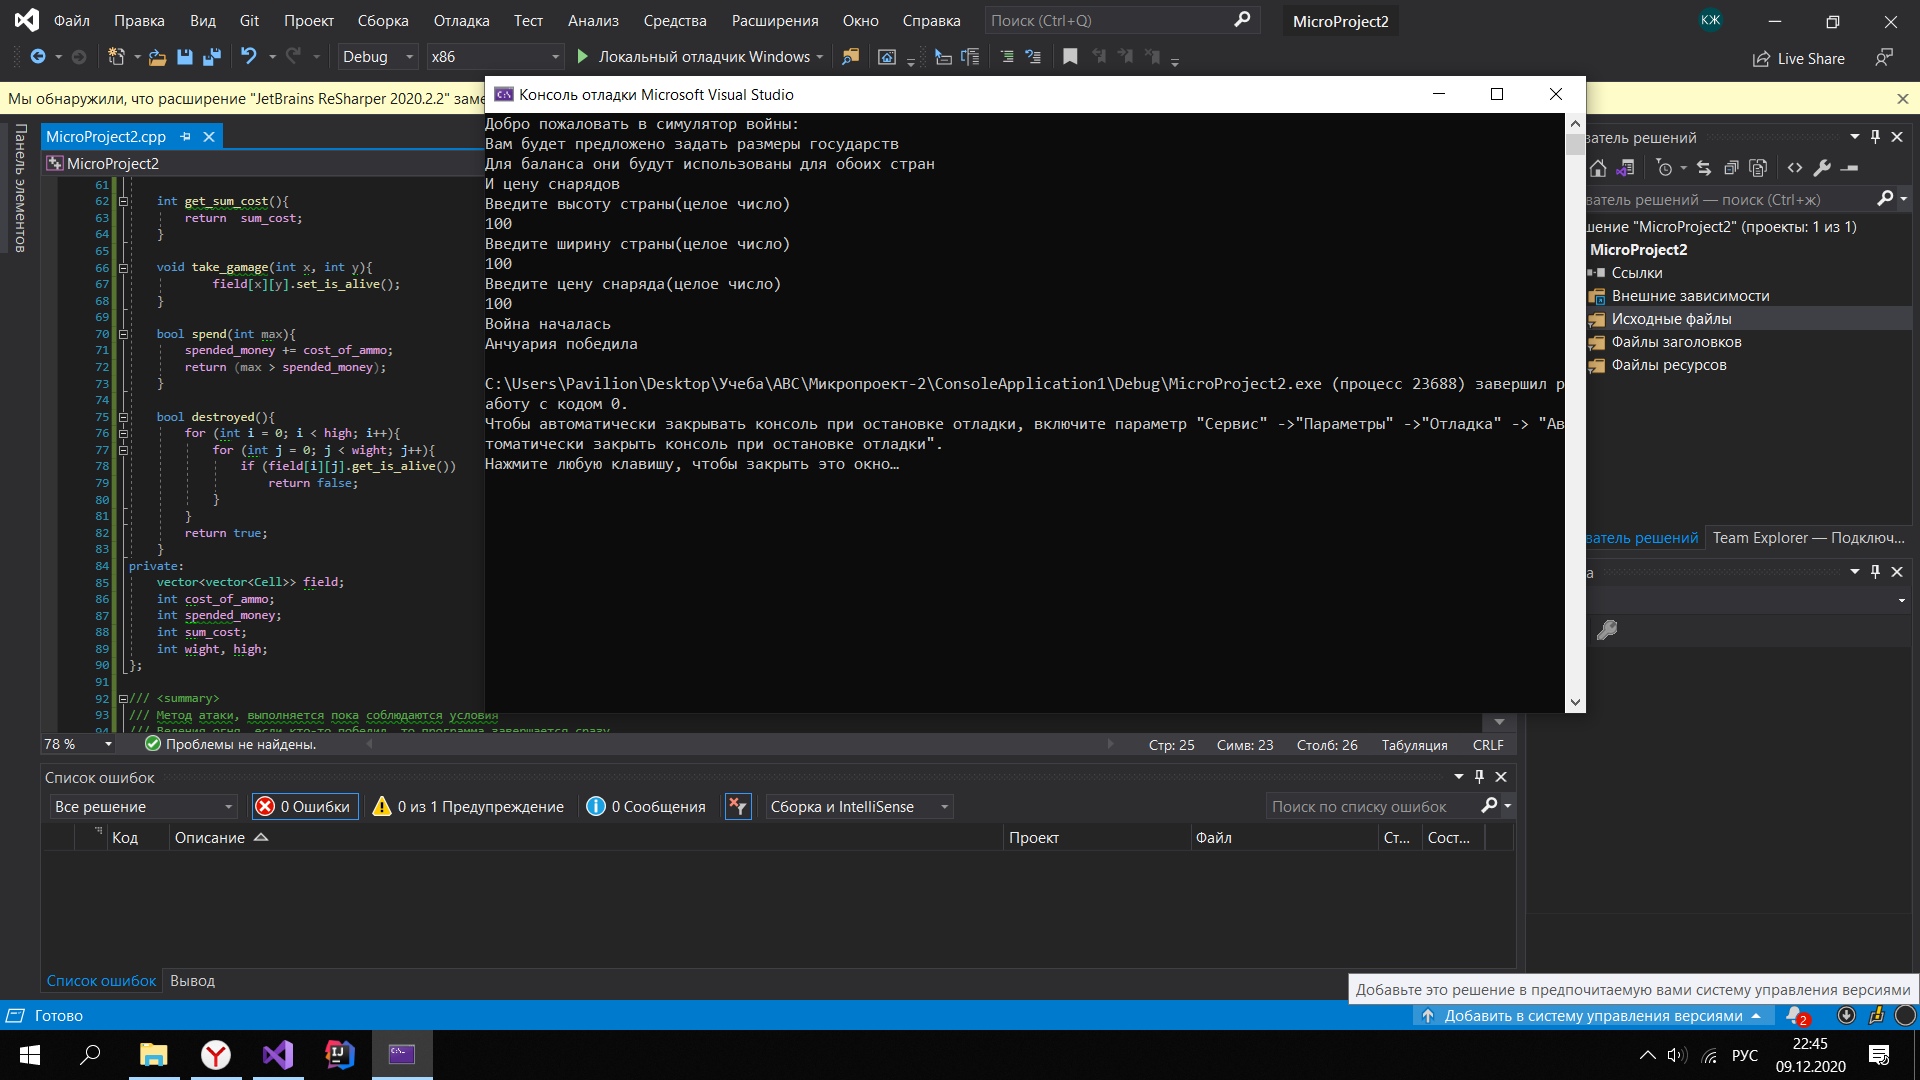 Файл Правка Вид Git Проект Сборка Отладка Тест Анализ Средства Расширения Окно Справка Поиск (Ctrl+Q) MicroProject2 КЖ
Debug x86 Локальный отладчик Windows Live Share
Мы обнаружили, что расширение "JetBrains ReSharper 2020.2.2" заме
Панель элементов
MicroProject2.cpp
MicroProject2
61
62 int get_sum_cost(){
63 return sum_cost;
64 }
65
66 void take_gamage(int x, int y){
67 field[x][y].set_is_alive();
68 }
69
70 bool spend(int max){
71 spended_money += cost_of_ammo;
72 return (max > spended_money);
73 }
74
75 bool destroyed(){
76 for (int i = 0; i < high; i++){
77 for (int j = 0; j < wight; j++){
78 if (field[i][j].get_is_alive())
79 return false;
80 }
81 }
82 return true;
83 }
84 private:
85 vector<vector<Cell>> field;
86 int cost_of_ammo;
87 int spended_money;
88 int sum_cost;
89 int wight, high;
90 };
91
92 /// <summary>
93 /// Метод атаки, выполняется пока соблюдаются условия
94 /// Ведения огня, если кто-то победил, то программа завершается сразу
78 % Проблемы не найдены. Стр: 25 Симв: 23 Столб: 26 Табуляция CRLF
Консоль отладки Microsoft Visual Studio
Добро пожаловать в симулятор войны:
Вам будет предложено задать размеры государств
Для баланса они будут использованы для обоих стран
И цену снарядов
Введите высоту страны(целое число)
100
Введите ширину страны(целое число)
100
Введите цену снаряда(целое число)
100
Война началась
Анчуария победила
C:\Users\Pavilion\Desktop\Учеба\АВС\Микропроект-2\ConsoleApplication1\Debug\MicroProject2.exe (процесс 23688) завершил р
аботу с кодом 0.
Чтобы автоматически закрывать консоль при остановке отладки, включите параметр "Сервис" ->"Параметры" ->"Отладка" -> "Ав
томатически закрыть консоль при остановке отладки".
Нажмите любую клавишу, чтобы закрыть это окно…
ватель решений
ватель решений — поиск (Ctrl+ж)
шение "MicroProject2" (проекты: 1 из 1)
MicroProject2
Ссылки
Внешние зависимости
Исходные файлы
Файлы заголовков
Файлы ресурсов
ватель решений Team Explorer — Подключ...
а
Список ошибок
Все решение 0 Ошибки 0 из 1 Предупреждение 0 Сообщения Сборка и IntelliSense Поиск по списку ошибок
Код Описание Проект Файл Ст... Сост...
Список ошибок Вывод
Добавьте это решение в предпочитаемую вами систему управления версиями
Готово Добавить в систему управления версиями 2
РУС 22:45
09.12.2020